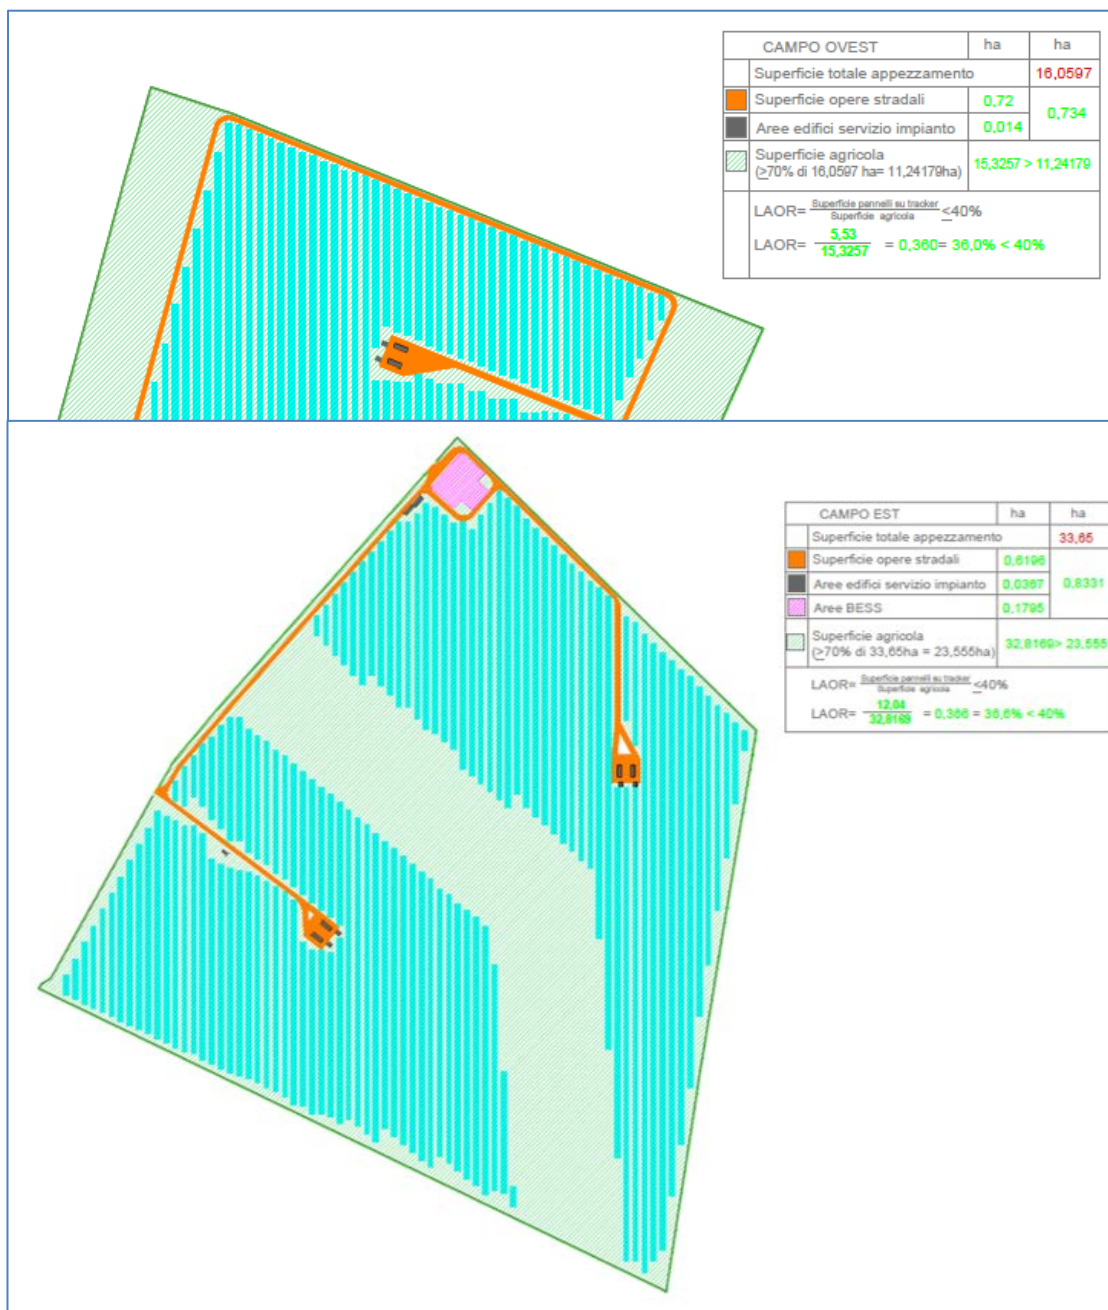 CAMPO OVEST ha ha
Superficie totale appezzamento 16,0597
Superficie opere stradali 0,72
0,734
Aree edifici servizio impianto 0,014
Superficie agricola
(≥70% di 16,0597 ha= 11,24179ha) 15,3257 > 11,24179
LAOR= Superficie pannelli su tracker / Superficie agricola ≤40%
LAOR= 5,53 / 15,3257 = 0,360= 36,0% < 40%
CAMPO EST ha ha
Superficie totale appezzamento 33,65
Superficie opere stradali 0,6196
Aree edifici servizio impianto 0,0367 0,8331
Aree BESS 0,1795
Superficie agricola
(≥70% di 33,65ha = 23,555ha) 32,8169> 23,555
LAOR= Superficie pannelli su tracker / Superficie agricola ≤40%
LAOR= 12,04 / 32,8169 = 0,366 = 36,6% < 40%